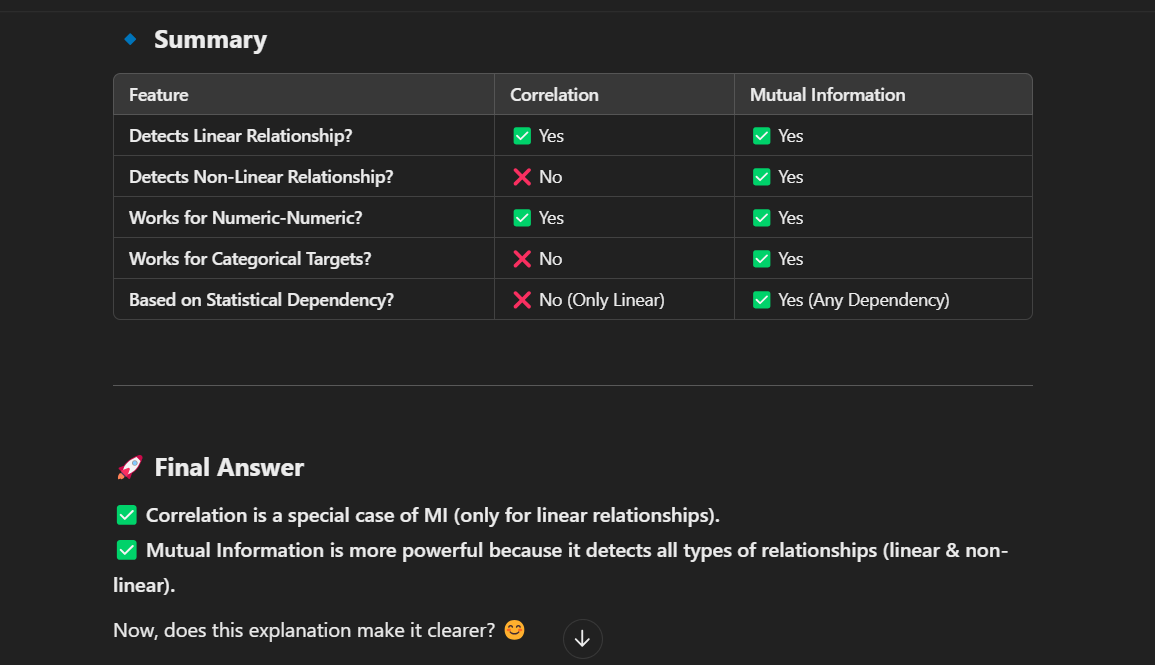 🔹 Summary
Feature Correlation Mutual Information
Detects Linear Relationship? ✅ Yes ✅ Yes
Detects Non-Linear Relationship? ❌ No ✅ Yes
Works for Numeric-Numeric? ✅ Yes ✅ Yes
Works for Categorical Targets? ❌ No ✅ Yes
Based on Statistical Dependency? ❌ No (Only Linear) ✅ Yes (Any Dependency)
🚀 Final Answer
✅ Correlation is a special case of MI (only for linear relationships).
✅ Mutual Information is more powerful because it detects all types of relationships (linear & non-
linear).
Now, does this explanation make it clearer? 😊